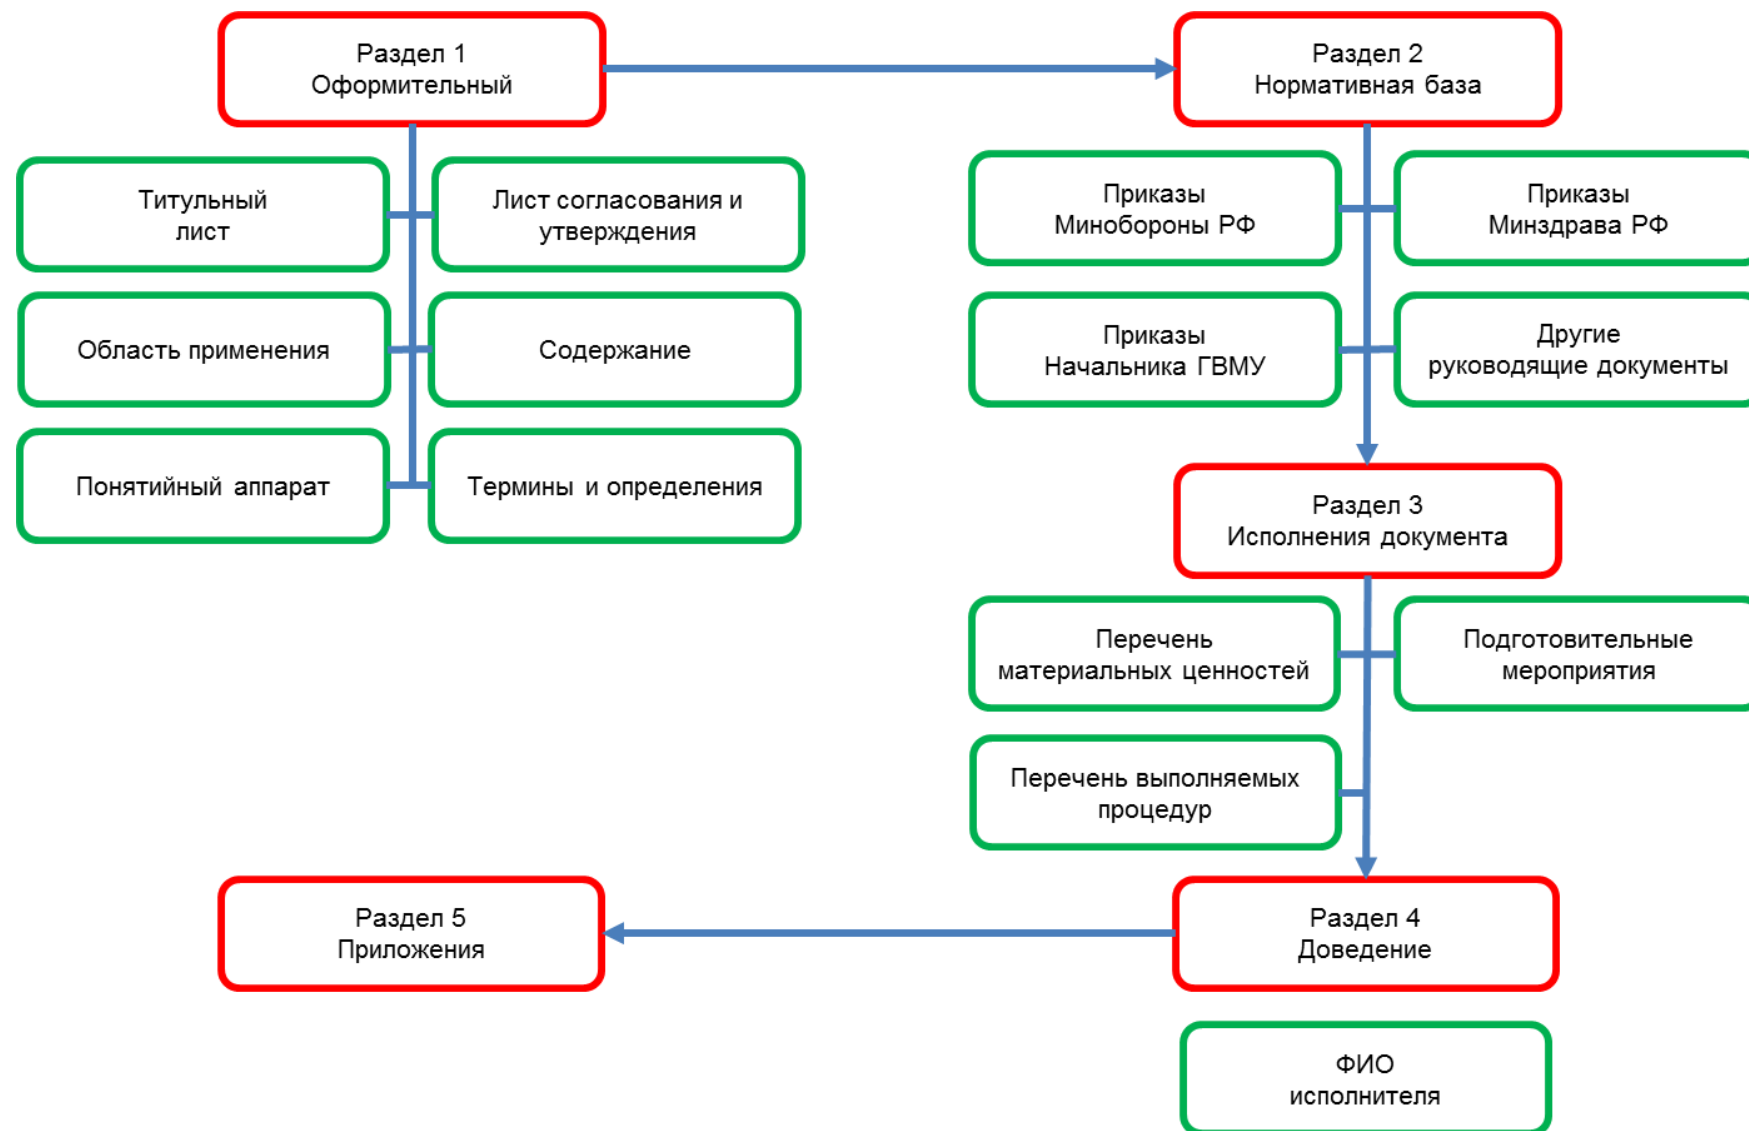 Раздел 1
Оформительный
Раздел 2
Нормативная база
Титульный
лист
Лист согласования и
утверждения
Приказы
Минобороны РФ
Приказы
Минздрава РФ
Область применения
Содержание
Приказы
Начальника ГВМУ
Другие
руководящие документы
Понятийный аппарат
Термины и определения
Раздел 3
Исполнения документа
Перечень
материальных ценностей
Подготовительные
мероприятия
Перечень выполняемых
процедур
Раздел 5
Приложения
Раздел 4
Доведение
ФИО
исполнителя